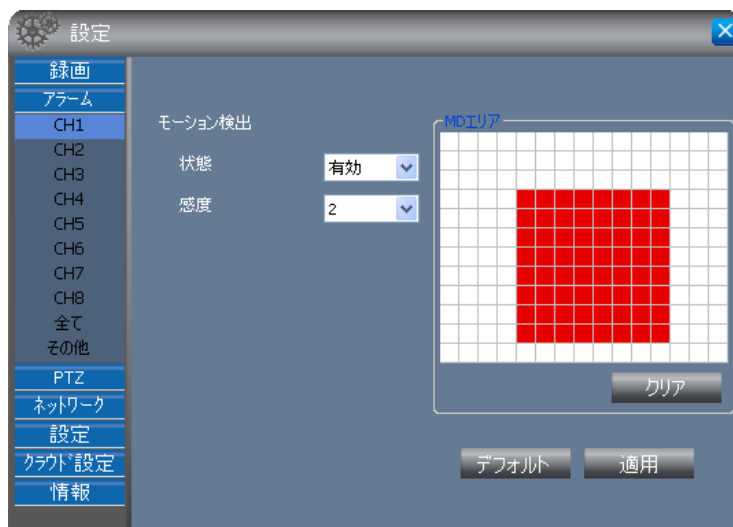 設定
録画
アラーム
CH1
CH2
CH3
CH4
CH5
CH6
CH7
CH8
全て
その他
PTZ
ネットワーク
設定
クラウド設定
情報
モーション検出
状態
有効
感度
2
MDエリア
クリア
デフォルト
適用